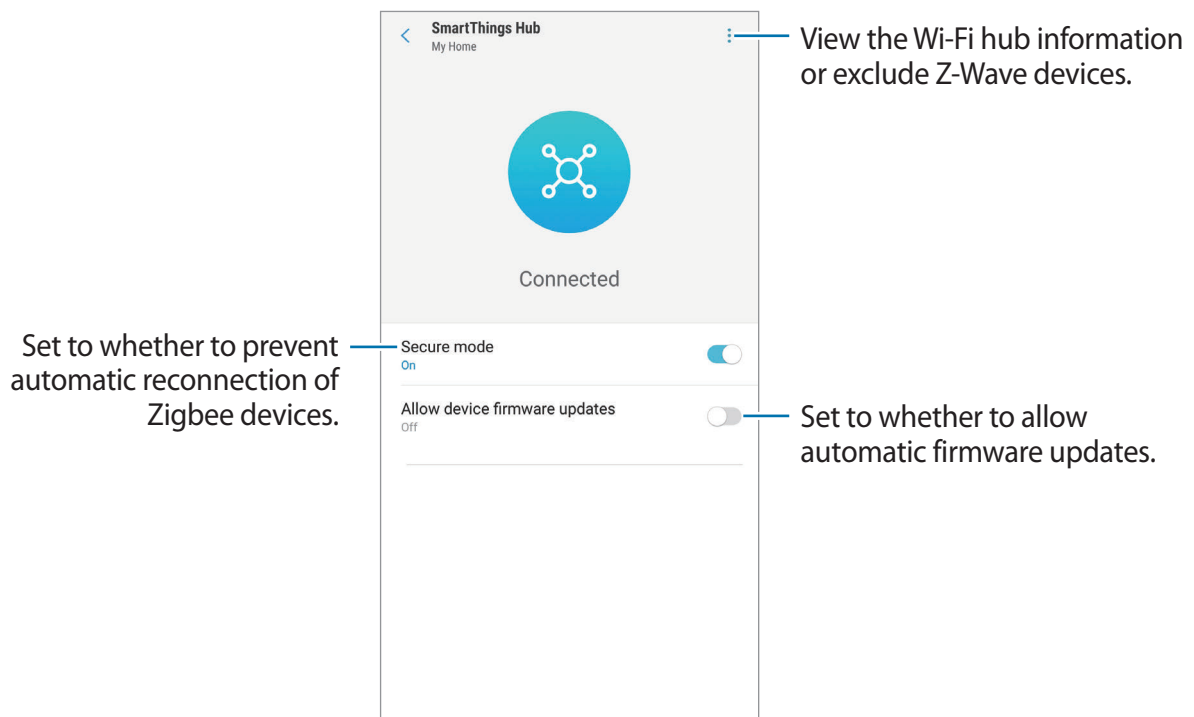 SmartThings Hub
My Home
View the Wi-Fi hub information
or exclude Z-Wave devices.
Connected
Set to whether to prevent
automatic reconnection of
Zigbee devices.
Secure mode
On
Allow device firmware updates
Off
Set to whether to allow
automatic firmware updates.